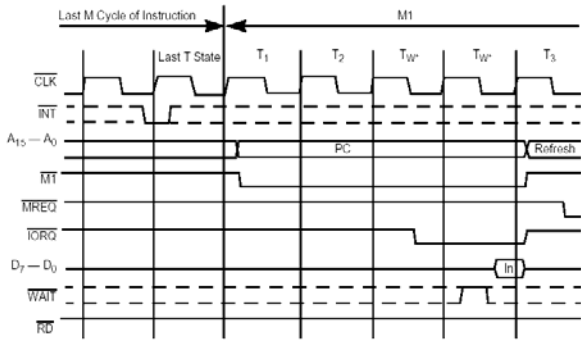 Last M Cycle of Instruction M1
Last T State T1 T2 TW* TW* T3
CLK
INT
A15 — A0 PC Refresh
M1
MREQ
IORQ
D7 — D0 In
WAIT
RD